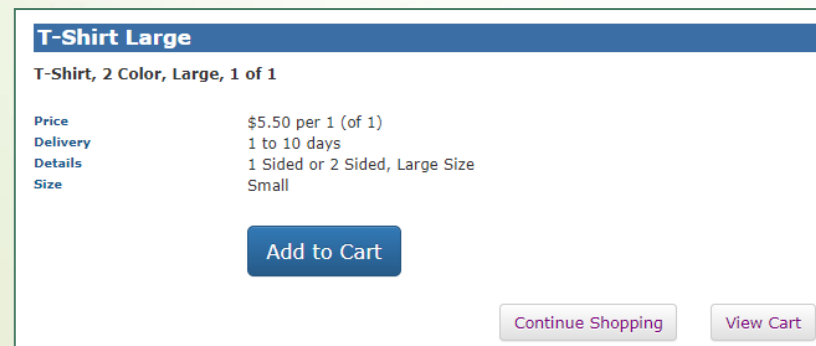 T-Shirt Large
T-Shirt, 2 Color, Large, 1 of 1
Price $5.50 per 1 (of 1)
Delivery 1 to 10 days
Details 1 Sided or 2 Sided, Large Size
Size Small
Add to Cart
Continue Shopping View Cart